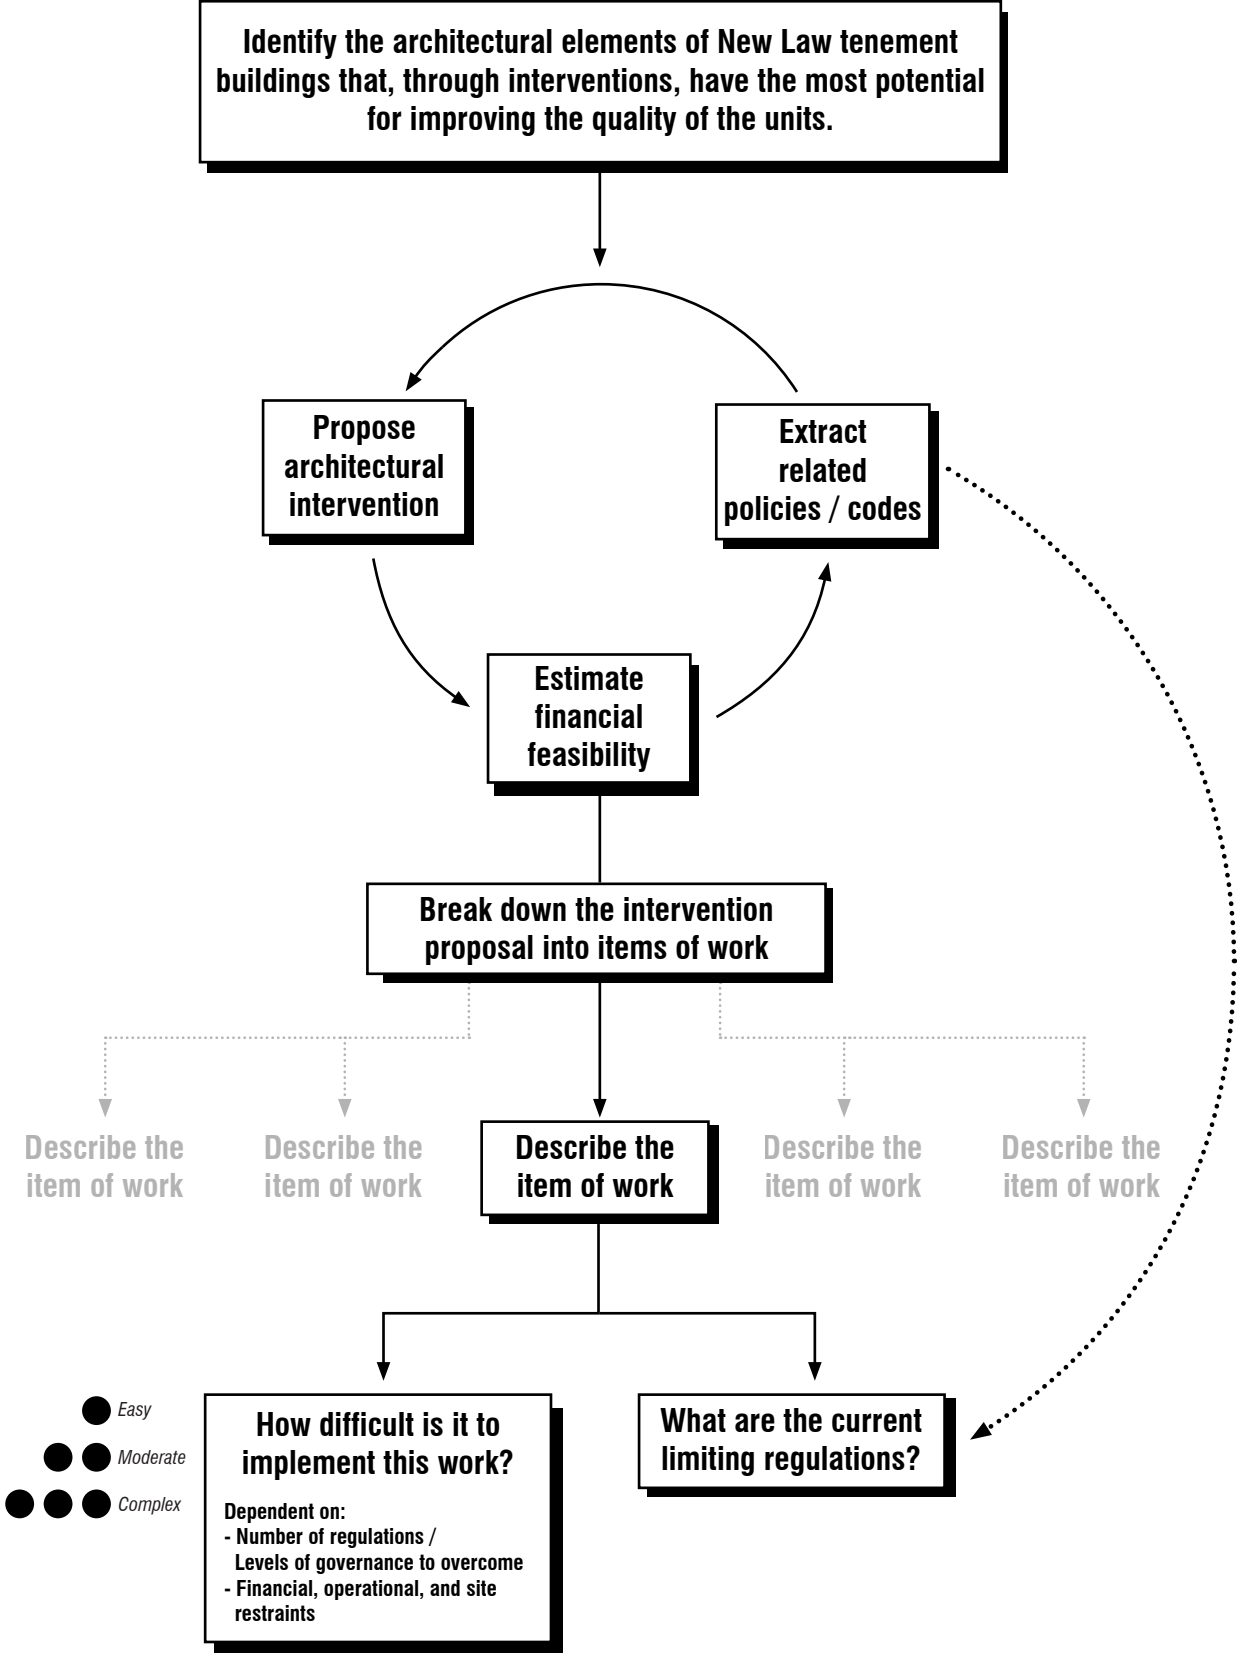 Identify the architectural elements of New Law tenement
buildings that, through interventions, have the most potential
for improving the quality of the units.
Propose
architectural
intervention
Extract
related
policies / codes
Estimate
financial
feasibility
Break down the intervention
proposal into items of work
Describe the
item of work
Describe the
item of work
Describe the
item of work
Describe the
item of work
Describe the
item of work
Easy
Moderate
Complex
How difficult is it to
implement this work?
Dependent on:
- Number of regulations /
Levels of governance to overcome
- Financial, operational, and site
restraints
What are the current
limiting regulations?